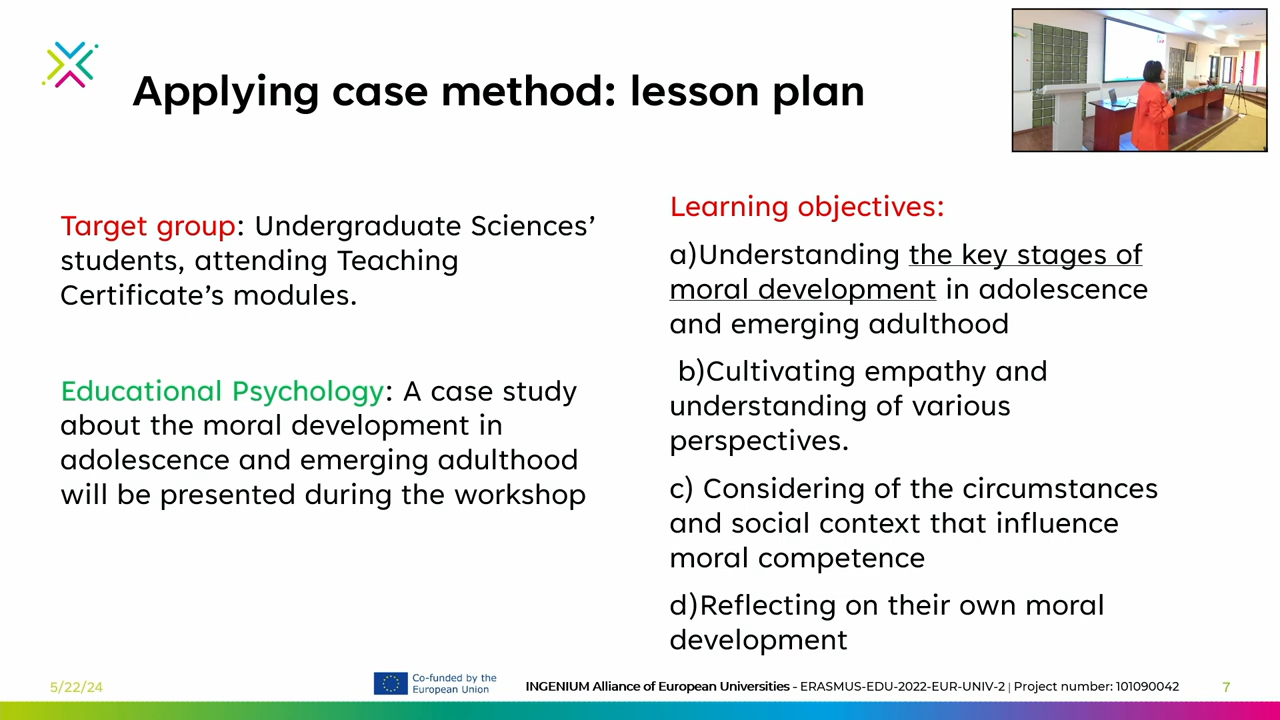 Applying case method: lesson plan
Target group: Undergraduate Sciences’
students, attending Teaching
Certificate’s modules.
Educational Psychology: A case study
about the moral development in
adolescence and emerging adulthood
will be presented during the workshop
Learning objectives:
a)Understanding the key stages of
moral development in adolescence
and emerging adulthood
b)Cultivating empathy and
understanding of various
perspectives.
c) Considering of the circumstances
and social context that influence
moral competence
d)Reflecting on their own moral
development
5/22/24
Co-funded by the
European Union
INGENIUM Alliance of European Universities - ERASMUS-EDU-2022-EUR-UNIV-2 | Project number: 101090042
7